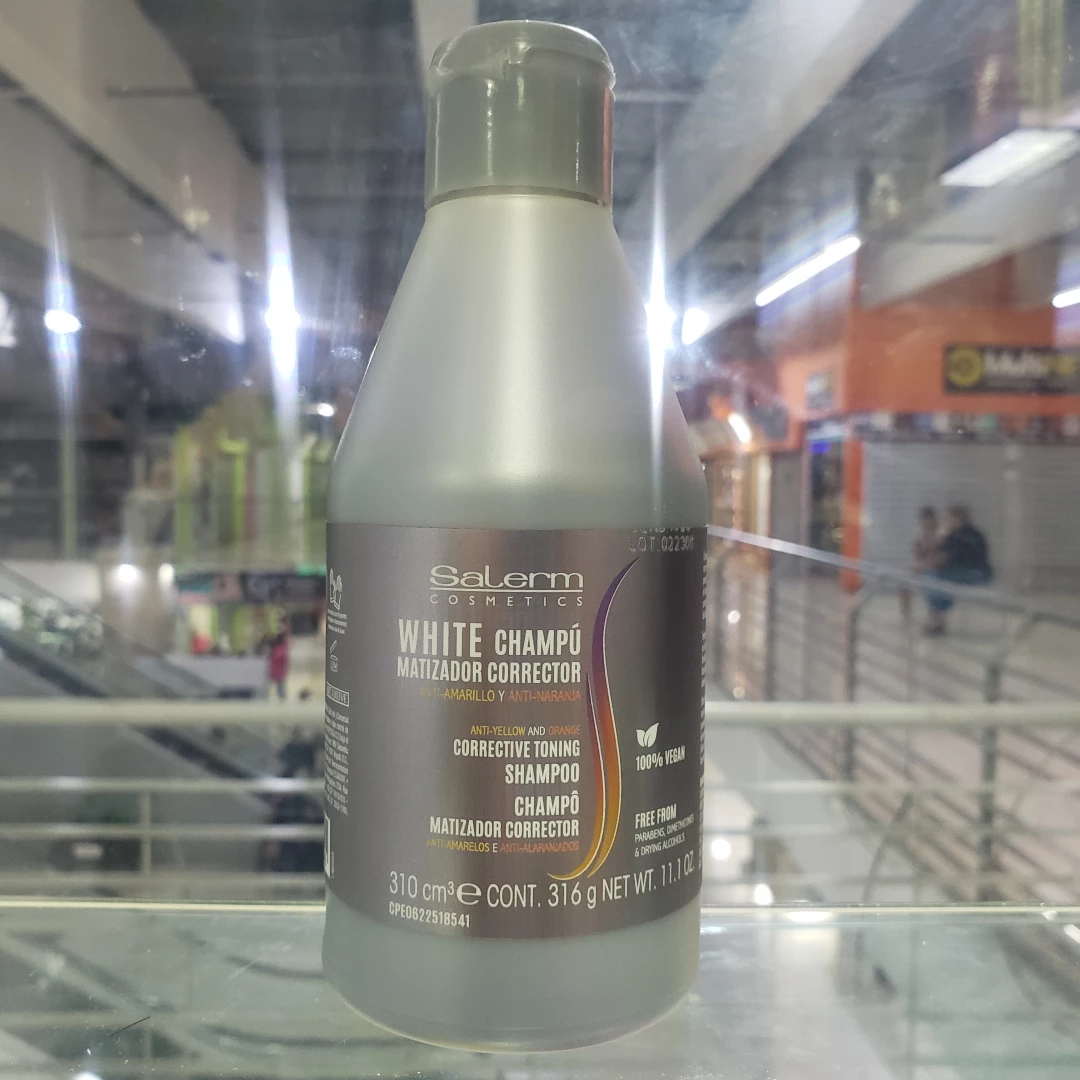 LOT.022308
Salerm
COSMETICS
WHITE CHAMPÚ
MATIZADOR CORRECTOR
ANTI-AMARILLO Y ANTI-NARANJA
ANTI-YELLOW AND ORANGE
CORRECTIVE TONING
SHAMPOO
CHAMPÔ
MATIZADOR CORRECTOR
ANTI-AMARELOS E ANTI-ALARANJADOS
100% VEGAN
FREE FROM
PARABENS, DIMETHICONES
& DRYING ALCOHOLS
310 cm³ e CONT. 316 g NET WT. 11.1 OZ
CPE0622518541